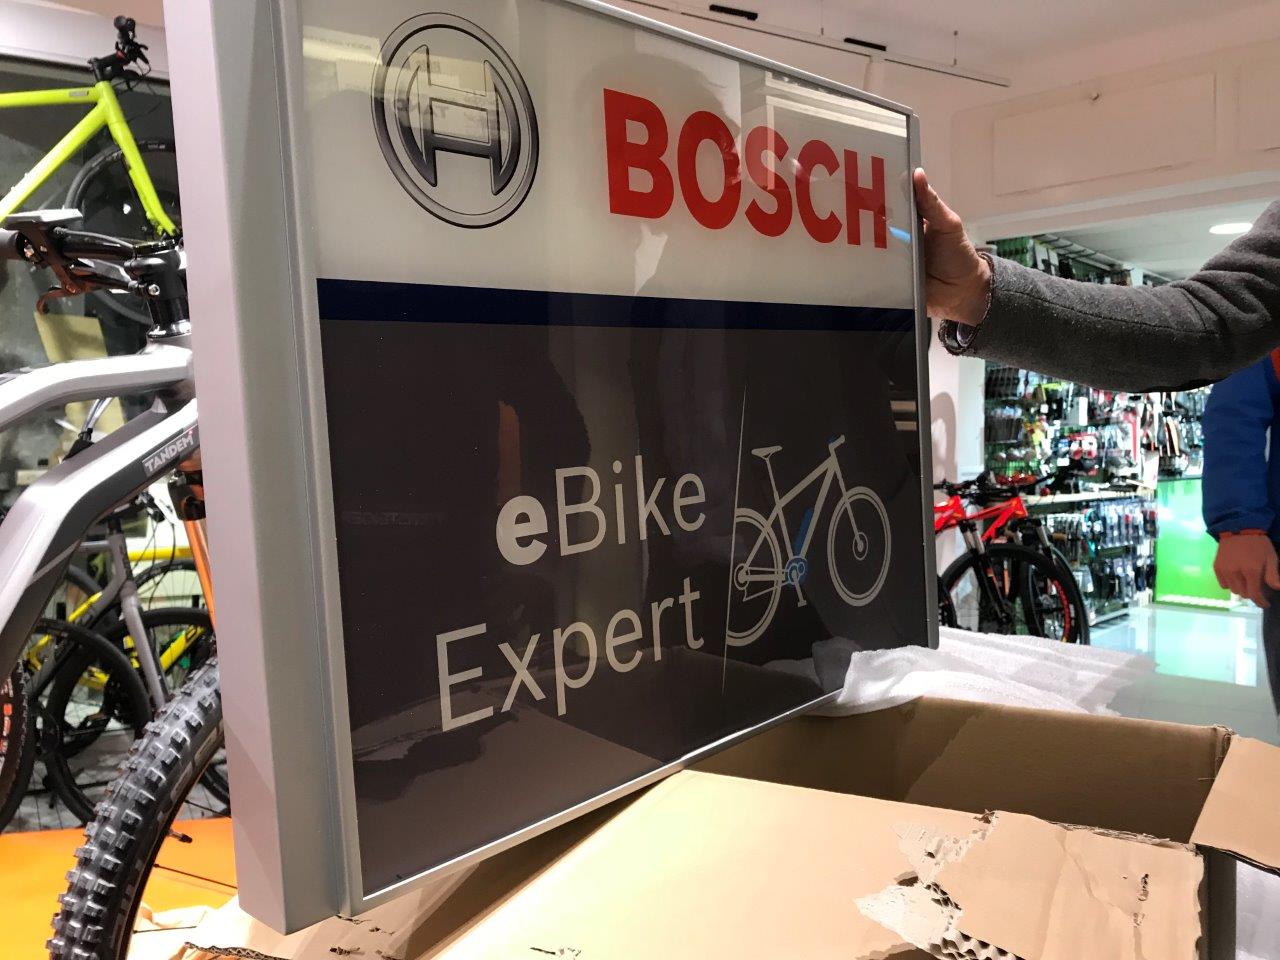 BOSCH
eBike
Expert
TANDEM